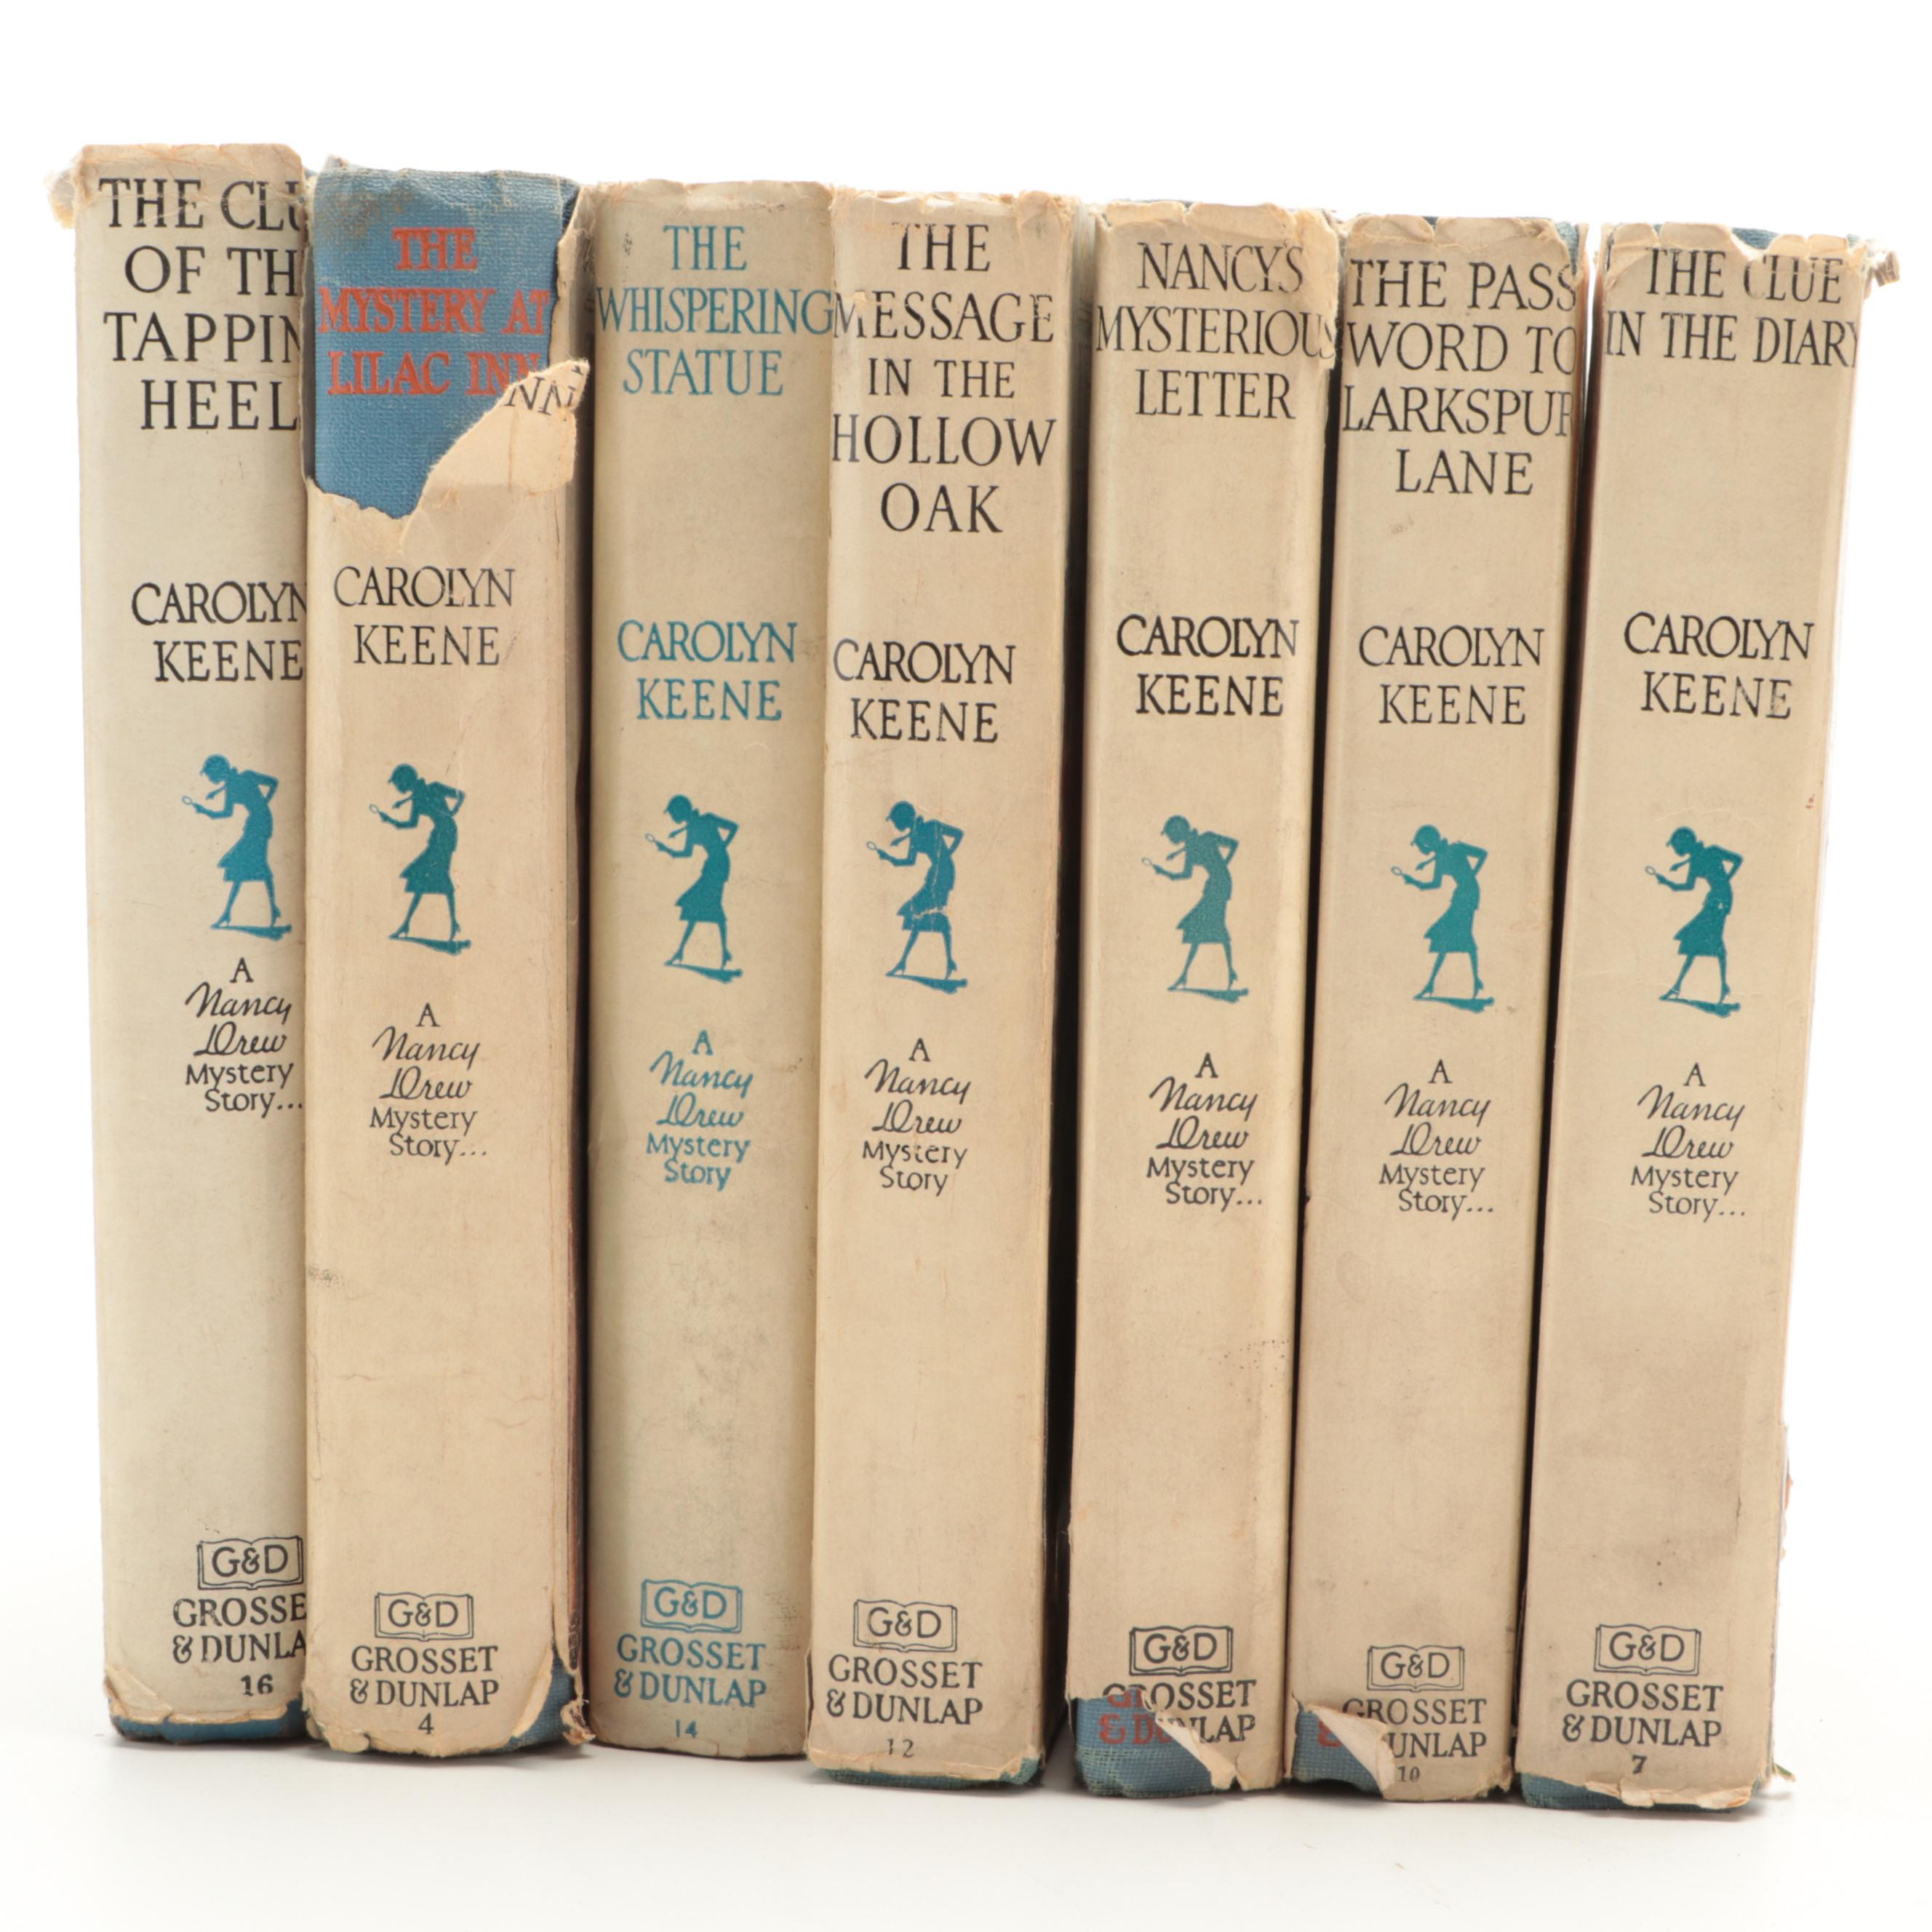 THE CLU
OF TH
TAPPIN
HEEL
CAROLYN
KEENE
A
Nancy
Drew
Mystery
Story...
G&D
GROSSE
& DUNLA
16
THE
MYSTERY AT
LILAC INN
INN
CAROLYN
KEENE
A
Nancy
Drew
Mystery
Story...
G&D
GROSSET
& DUNLAP
4
THE
WHISPERING
STATUE
CAROLYN
KEENE
A
Nancy
Drew
Mystery
Story
G&D
GROSSET
& DUNLAP
14
THE
MESSAGE
IN THE
HOLLOW
OAK
CAROLYN
KEENE
A
Nancy
Drew
Mystery
Story
G&D
GROSSET
& DUNLAP
12
NANCY'S
MYSTERIOUS
LETTER
CAROLYN
KEENE
A
Nancy
Drew
Mystery
Story...
G&D
GROSSET
& DUNLAP
THE PASS
WORD TO
LARKSPUR
LANE
CAROLYN
KEENE
A
Nancy
Drew
Mystery
Story...
G&D
GROSSET
& DUNLAP
10
THE CLUE
IN THE DIARY
CAROLYN
KEENE
A
Nancy
Drew
Mystery
Story...
G&D
GROSSET
& DUNLAP
7